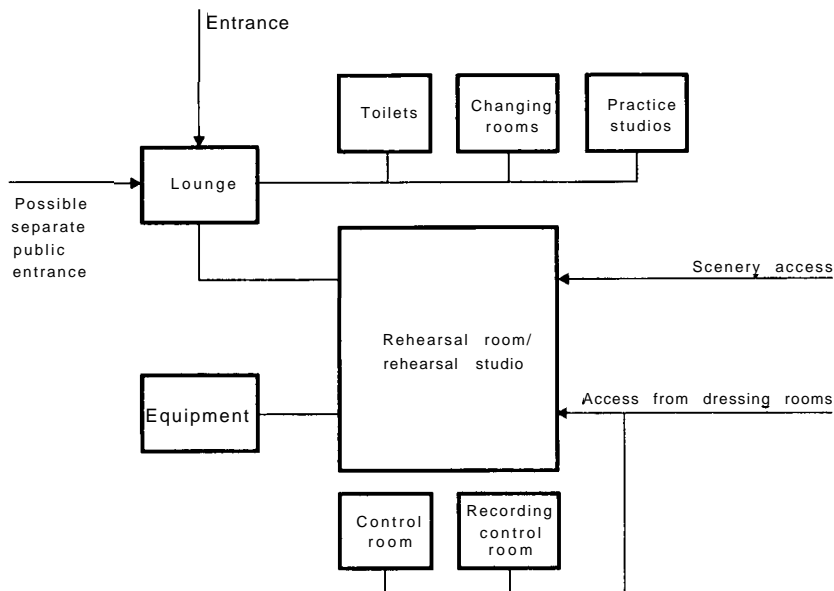 Entrance
Toilets
Changing
rooms
Practice
studios
Lounge
Possible
separate
public
entrance
Scenery access
Rehearsal room/
rehearsal studio
Equipment
Access from dressing rooms
Control
room
Recording
control
room